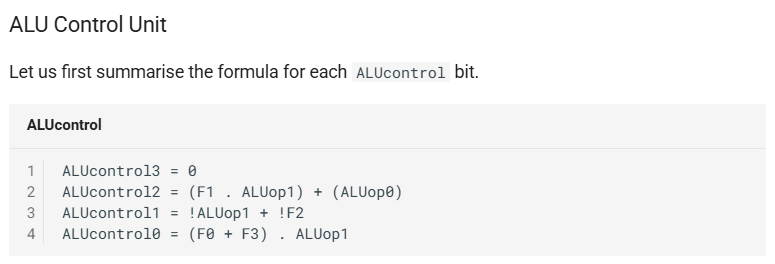 ALU Control Unit
Let us first summarise the formula for each ALUcontrol bit.
ALUcontrol
1 ALUcontrol3 = 0
2 ALUcontrol2 = (F1 . ALUop1) + (ALUop0)
3 ALUcontrol1 = !ALUop1 + !F2
4 ALUcontrol0 = (F0 + F3) . ALUop1